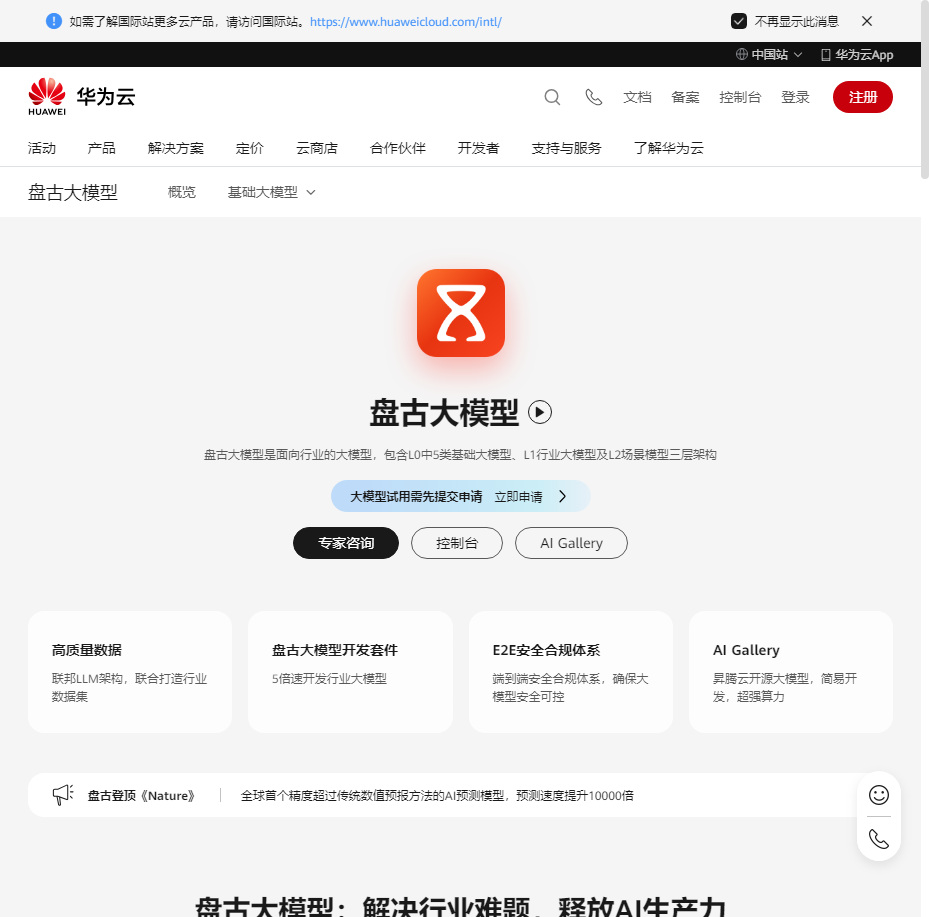 如需了解国际站更多云产品，请访问国际站。https://www.huaweicloud.com/intl/
不再显示此消息
中国站
华为云App
HUAWEI
华为云
文档 备案 控制台 登录 注册
活动 产品 解决方案 定价 云商店 合作伙伴 开发者 支持与服务 了解华为云
盘古大模型 概览 基础大模型
盘古大模型
盘古大模型是面向行业的大模型，包含L0中5类基础大模型、L1行业大模型及L2场景模型三层架构
大模型试用需先提交申请 立即申请
专家咨询 控制台 AI Gallery
高质量数据
联邦LLM架构，联合打造行业
数据集
盘古大模型开发套件
5倍速开发行业大模型
E2E安全合规体系
端到端安全合规体系，确保大
模型安全可控
AI Gallery
昇腾云开源大模型，简易开
发，超强算力
盘古登顶《Nature》 全球首个精度超过传统数值预报方法的AI预测模型，预测速度提升10000倍
盘古大模型：解决行业难题，释放AI生产力